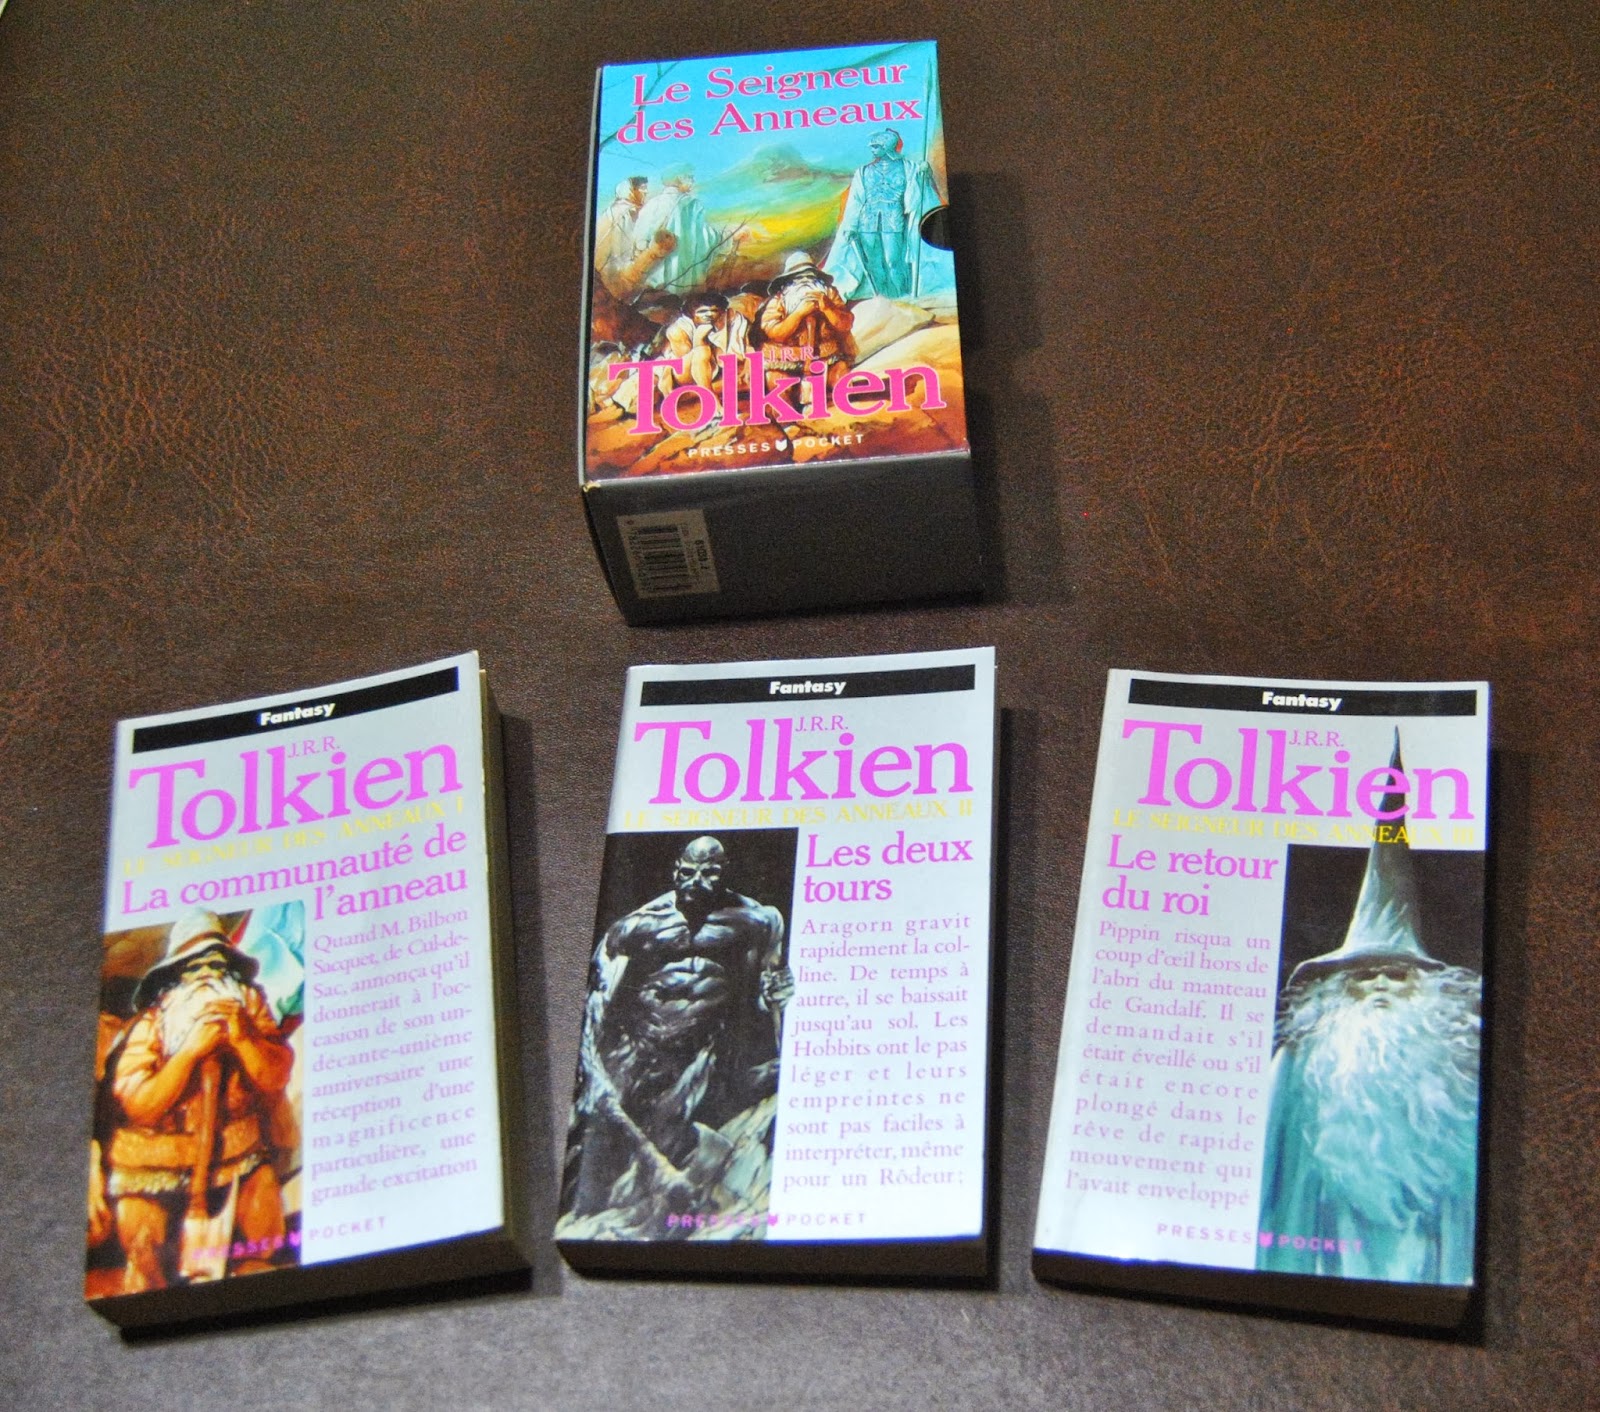 Le Seigneur
des Anneaux
J.R.R.
Tolkien
PRESSES POCKET
Fantasy
J.R.R.
Tolkien
LE SEIGNEUR DES ANNEAUX I
La communauté de
l'anneau
Quand M. Bilbon
Sacquet, de Cul-de-
Sac, annonça qu'il
donnerait à l'oc-
casion de son un-
décante-unième
anniversaire une
réception d'une
magnificence
particulière, une
grande excitation
PRESSES POCKET
Fantasy
J.R.R.
Tolkien
LE SEIGNEUR DES ANNEAUX II
Les deux
tours
Aragorn gravit
rapidement la col-
line. De temps à
autre, il se baissait
jusqu'au sol. Les
Hobbits ont le pas
léger et leurs
empreintes ne
sont pas faciles à
interpréter, même
pour un Rôdeur ;
PRESSES POCKET
Fantasy
J.R.R.
Tolkien
LE SEIGNEUR DES ANNEAUX III
Le retour
du roi
Pippin risqua un
coup d'œil hors de
l'abri du manteau
de Gandalf. Il se
demandait s'il
était éveillé ou s'il
était encore
plongé dans le
rêve de rapide
mouvement qui
l'avait enveloppé
PRESSES POCKET